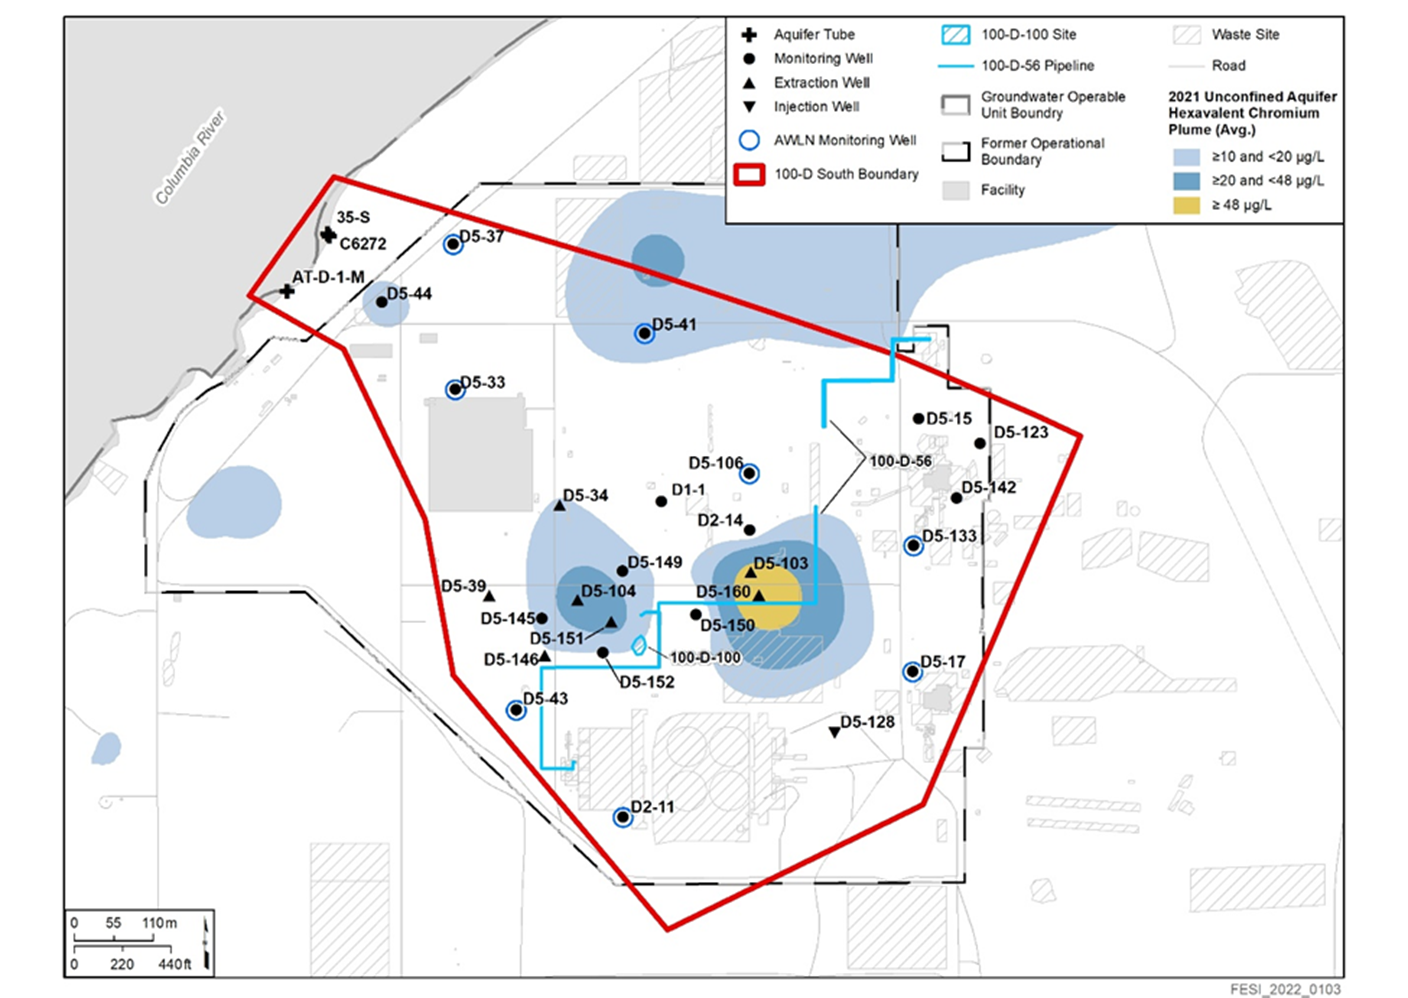 Aquifer Tube
Monitoring Well
Extraction Well
Injection Well
AWLN Monitoring Well
100-D South Boundary
100-D-100 Site
100-D-56 Pipeline
Groundwater Operable
Unit Boundry
Former Operational
Boundary
Facility
Waste Site
Road
2021 Unconfined Aquifer
Hexavalent Chromium
Plume (Avg.)
≥10 and <20 µg/L
≥20 and <48 µg/L
≥ 48 µg/L
Columbia River
35-S
C6272
D5-37
AT-D-1-M
D5-44
D5-41
D5-33
D5-15
D5-123
D5-106
100-D-56
D1-1
D5-142
D5-34
D2-14
D5-133
D5-149
D5-103
D5-39
D5-104
D5-160
D5-145
D5-150
D5-151
D5-146
100-D-100
D5-17
D5-152
D5-43
D5-128
D2-11
0 55 110m
0 220 440ft
FESI_2022_0103